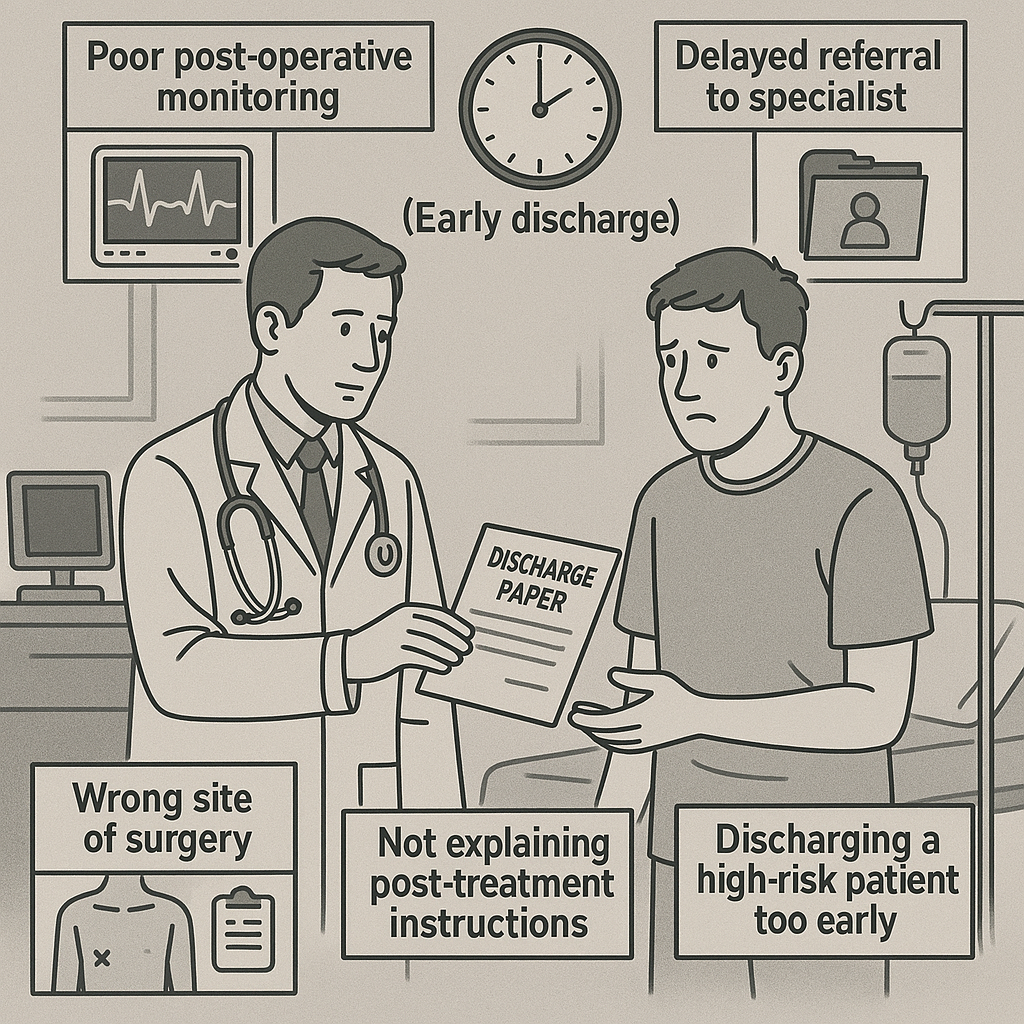 Poor post-operative
monitoring
Delayed referral
to specialist
(Early discharge)
DISCHARGE
PAPER
Wrong site
of surgery
Not explaining
post-treatment
instructions
Discharging a
high-risk patient
too early